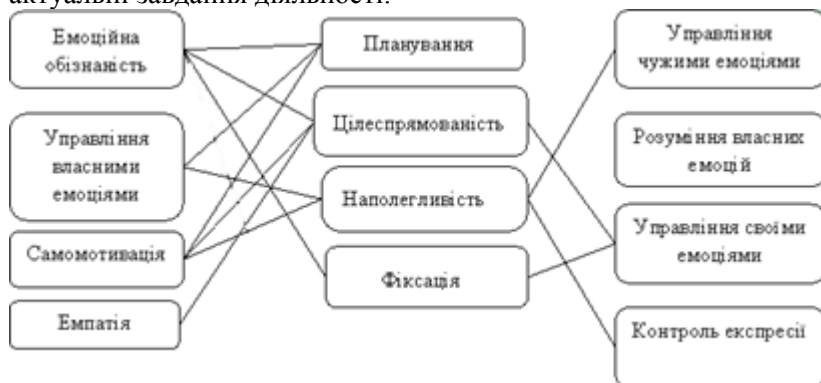 актуальні завдання діяльності.
Емоційна
обізнаність
Управління
власними
емоціями
Самомотивація
Емпатія
Планування
Цілеспрямованість
Наполегливість
Фіксація
Управління
чужими емоціями
Розуміння власних
емоцій
Управління своїми
емоціями
Контроль експресії